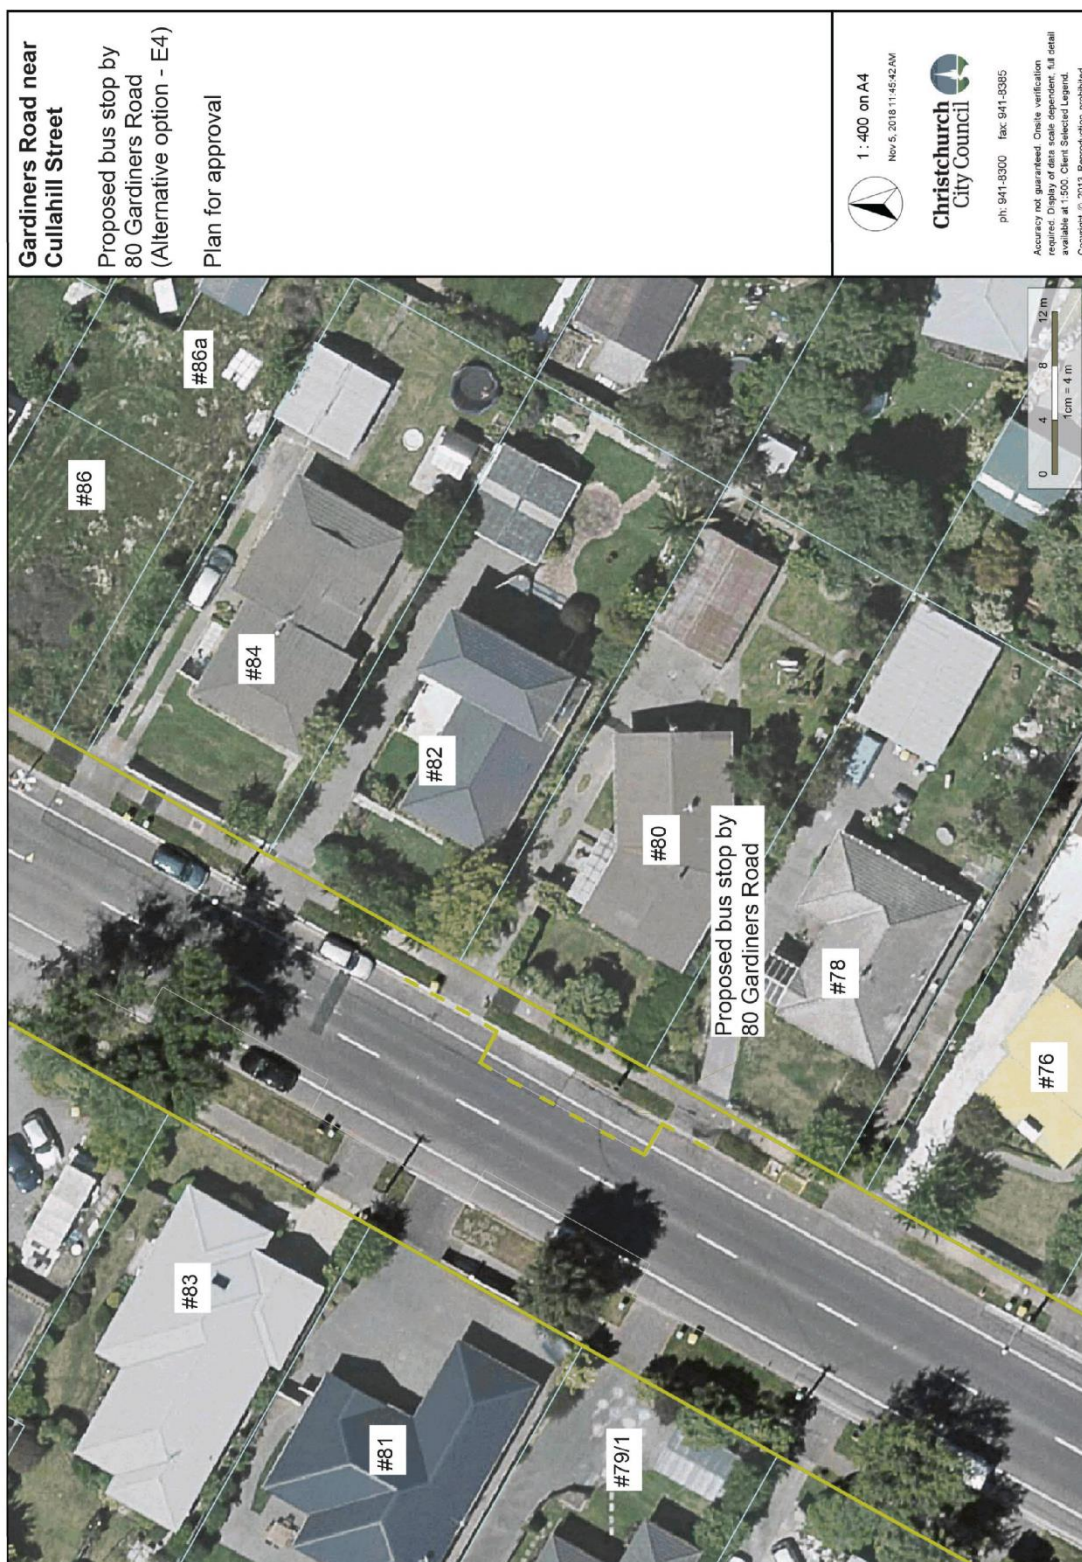 Gardiners Road near
Cullahill Street
Proposed bus stop by
80 Gardiners Road
(Alternative option - E4)
Plan for approval
1 : 400 on A4
Nov 5, 2018 11:45:42 AM
Christchurch
City Council
ph: 941-8300 fax: 941-8385
Accuracy not guaranteed. Onsite verification
required. Display of data scale dependent, full detail
available at 1:500. Client Selected Legend.
Copyright © 2013. Reproduction prohibited
#86
#86a
#84
#82
#80
Proposed bus stop by
80 Gardiners Road
#78
#76
#83
#81
#79/1
0 4 8 12 m
1cm = 4 m